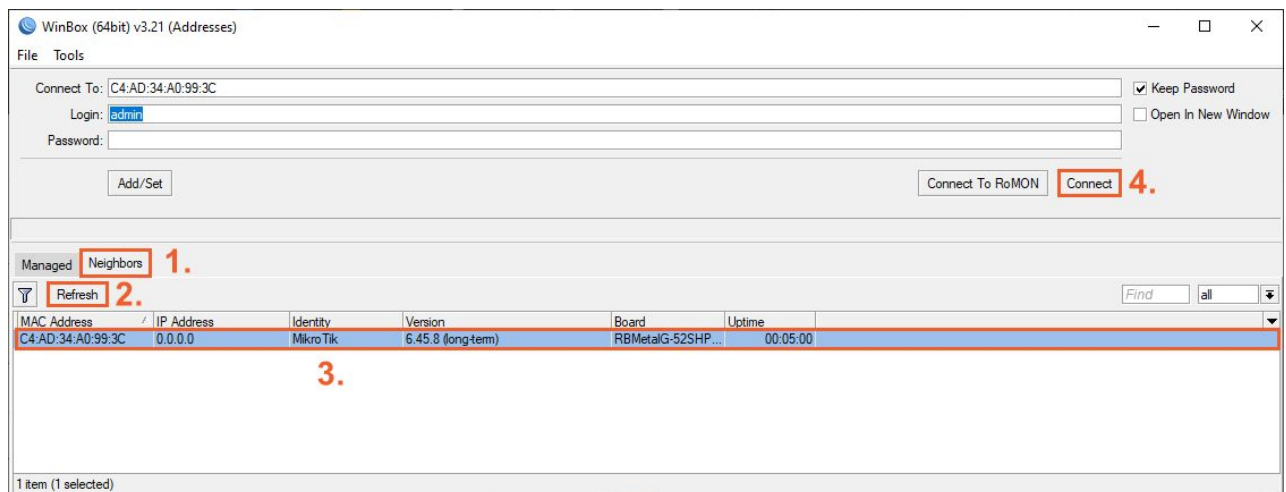 WinBox (64bit) v3.21 (Addresses)
File Tools
Connect To: C4:AD:34:A0:99:3C
Keep Password
Login: admin
Open In New Window
Password:
Add/Set Connect To RoMON Connect 4.
Managed Neighbors 1.
Refresh 2. Find all
MAC Address / IP Address Identity Version Board Uptime
C4:AD:34:A0:99:3C 0.0.0.0 MikroTik 6.45.8 (long-term) RBMetalG-52SHP... 00:05:00
3.
1 item (1 selected)